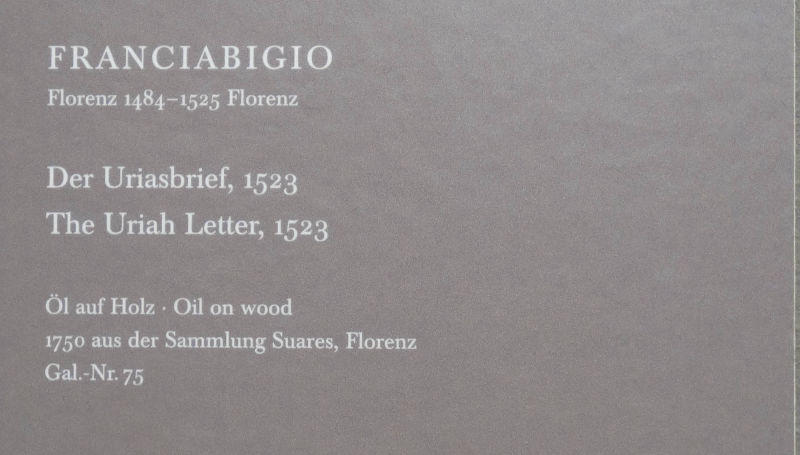 FRANCIABIGIO
Florenz 1484–1525 Florenz
Der Uriasbrief, 1523
The Uriah Letter, 1523
Öl auf Holz · Oil on wood
1750 aus der Sammlung Suares, Florenz
Gal.-Nr. 75